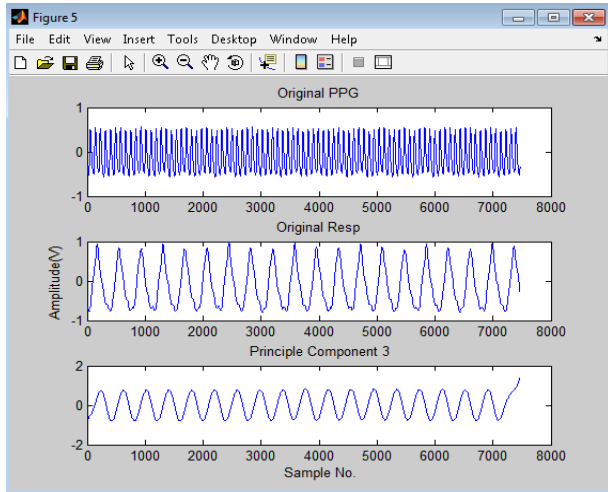 Figure 5
File Edit View Insert Tools Desktop Window Help
Original PPG
1
0
-1
0 1000 2000 3000 4000 5000 6000 7000 8000
Original Resp
1
0
-1
Amplitude(V)
0 1000 2000 3000 4000 5000 6000 7000 8000
Principle Component 3
2
0
-2
0 1000 2000 3000 4000 5000 6000 7000 8000
Sample No.